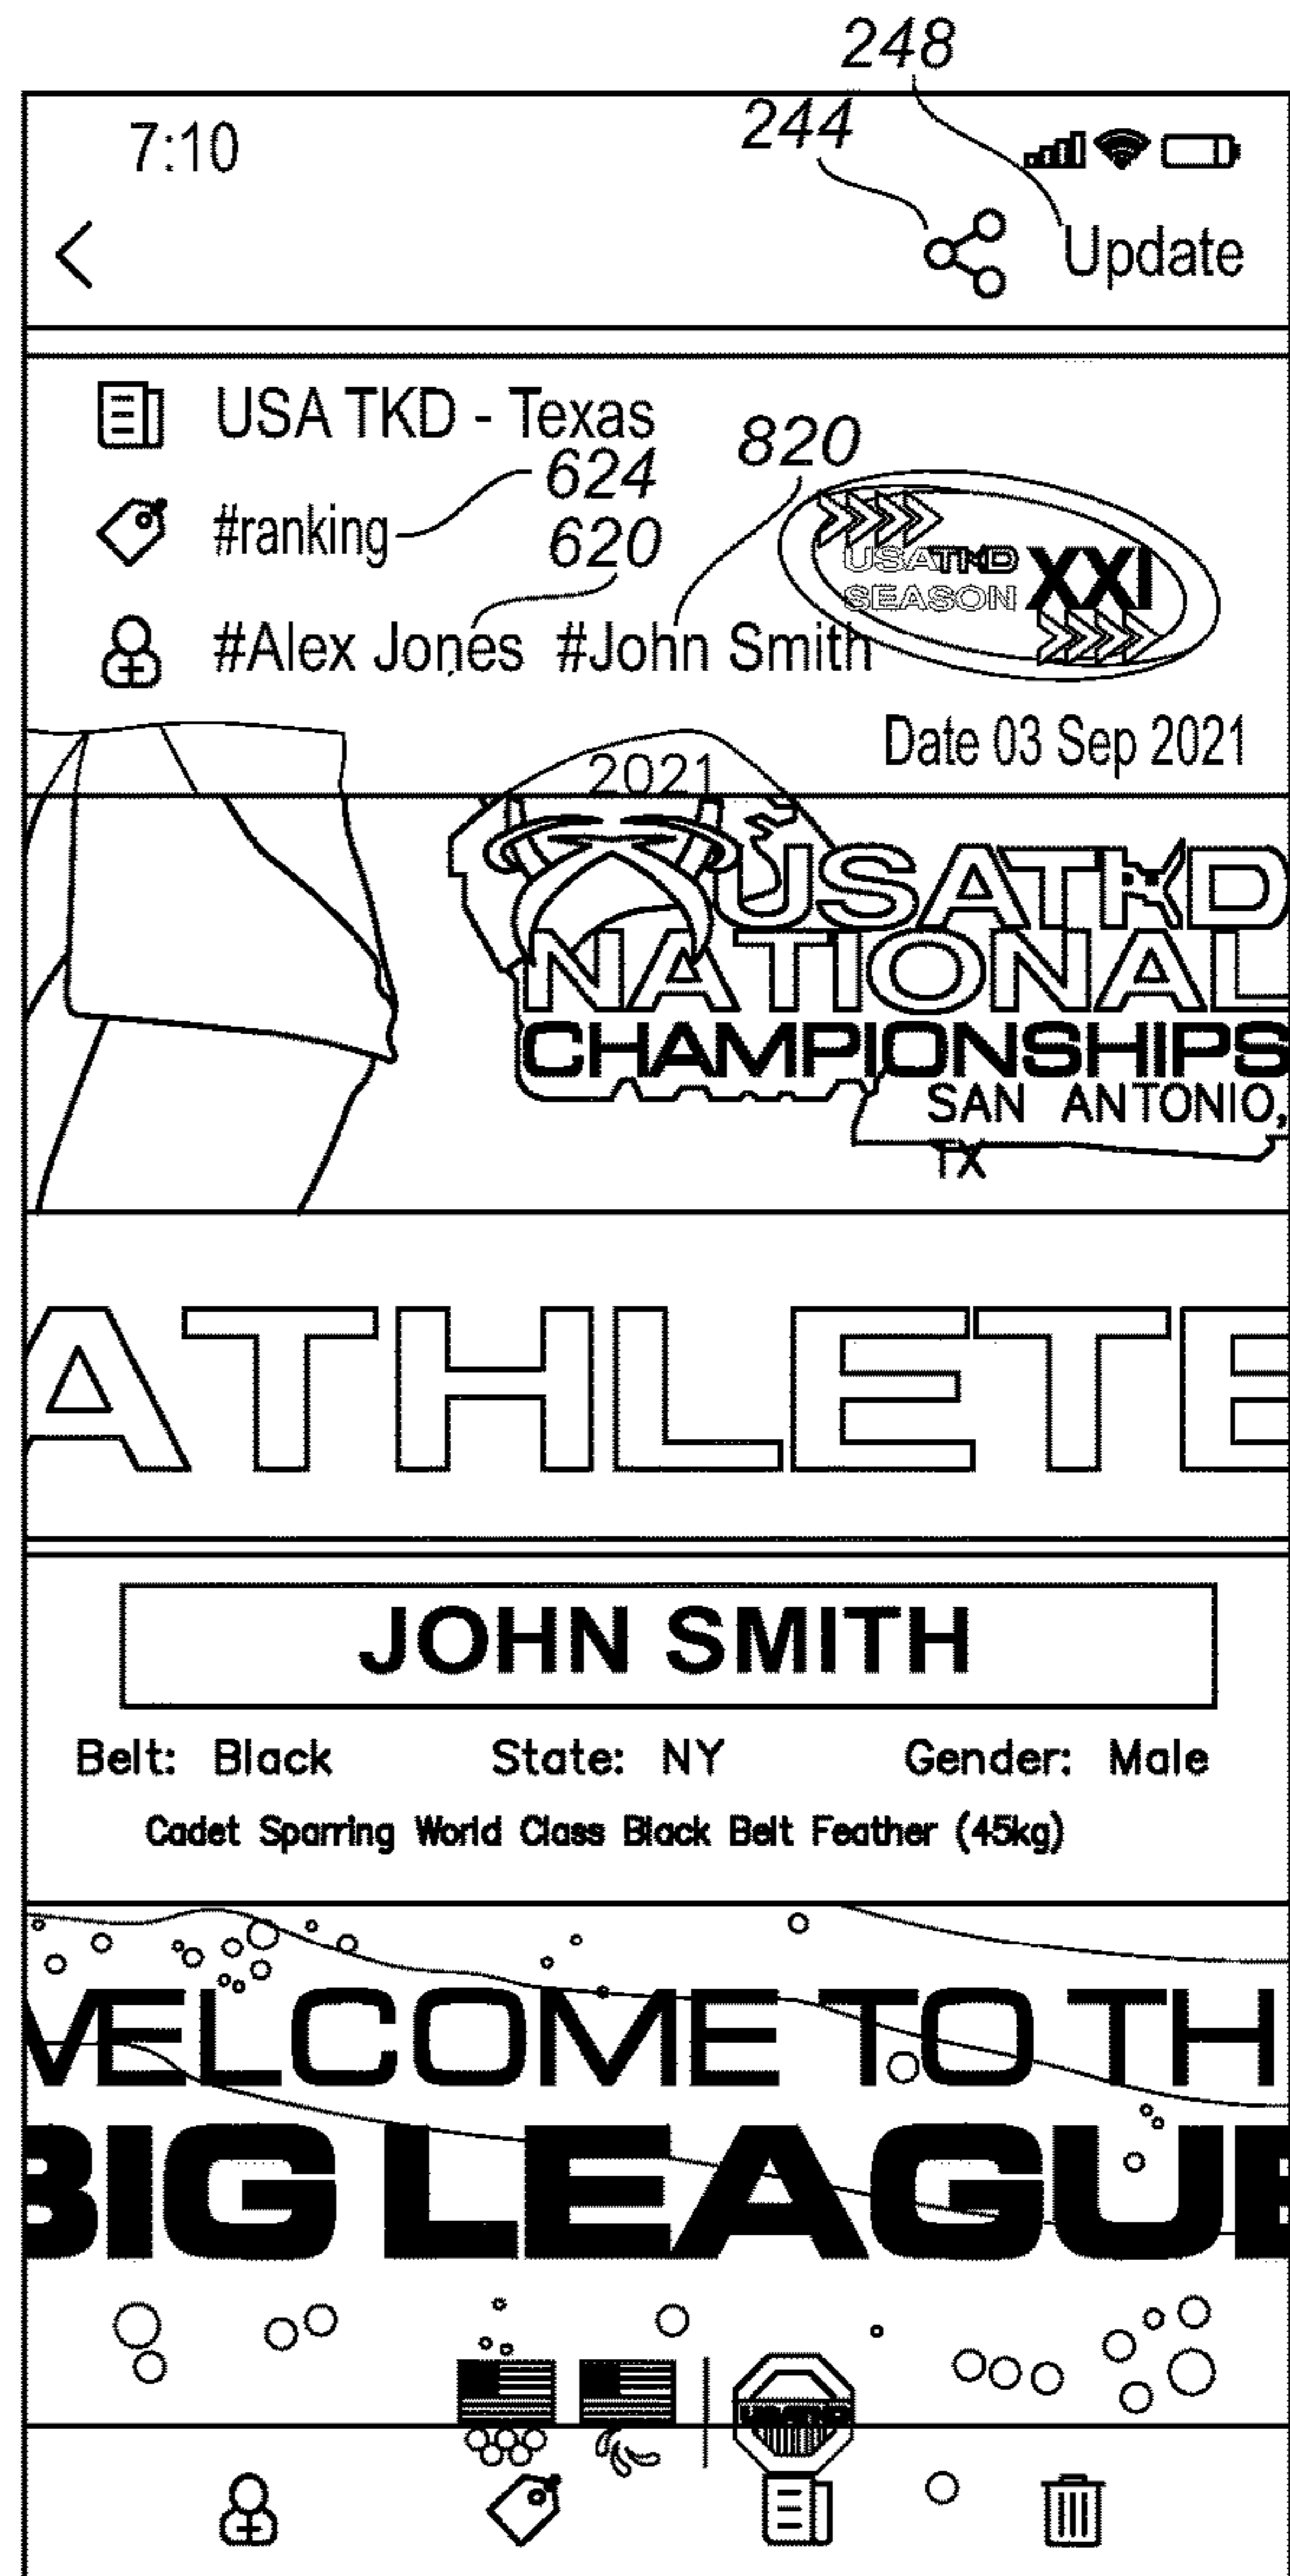 248
244
7:10
Update
USA TKD - Texas
624
820
#ranking
620
USATKD
SEASON XXI
#Alex Jones #John Smith
Date 03 Sep 2021
2021
USATKD
NATIONAL
CHAMPIONSHIPS
SAN ANTONIO,
TX
ATHLETE
JOHN SMITH
Belt: Black State: NY Gender: Male
Cadet Sparring World Class Black Belt Feather (45kg)
WELCOME TO TH
BIG LEAGUE
USATKD